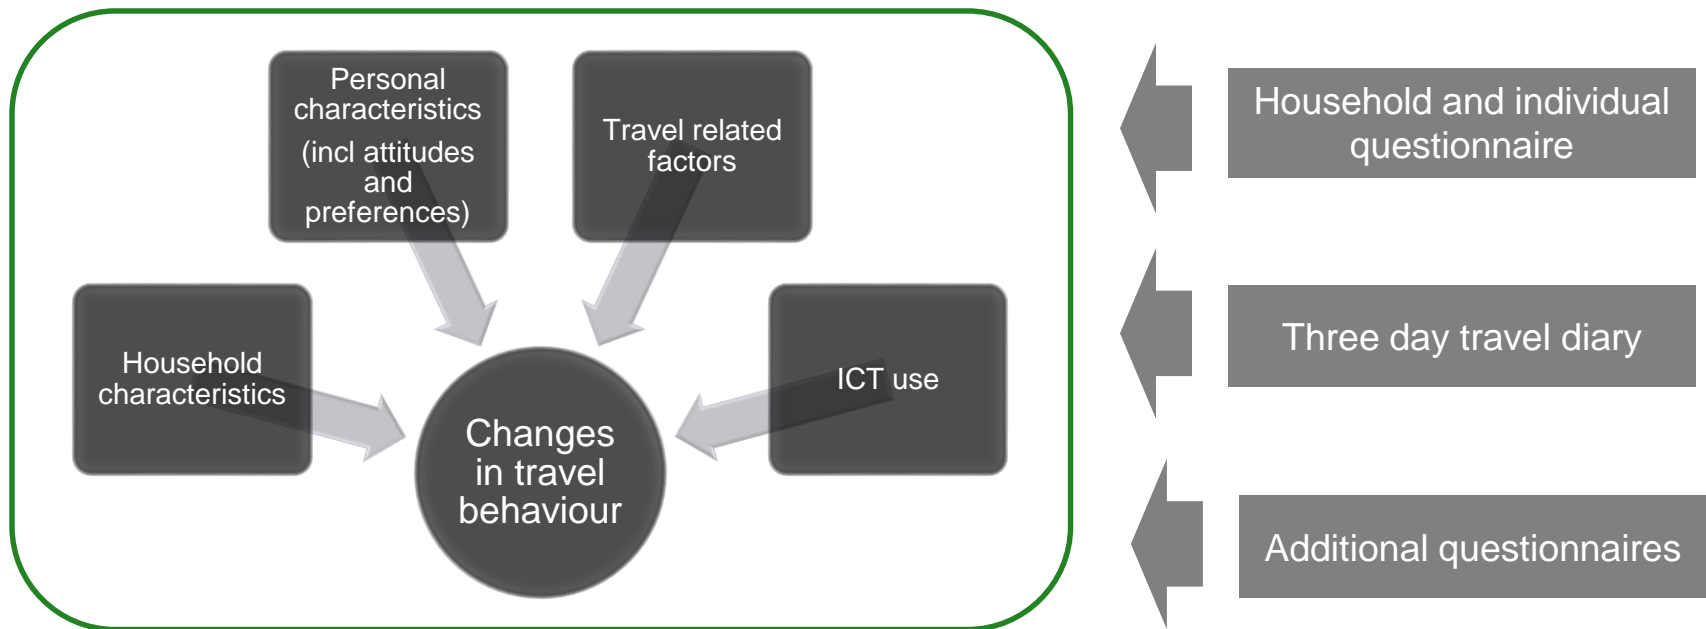 Personal
characteristics
(incl attitudes
and
preferences)
Travel related
factors
Household
characteristics
ICT use
Changes
in travel
behaviour
Household and individual
questionnaire
Three day travel diary
Additional questionnaires